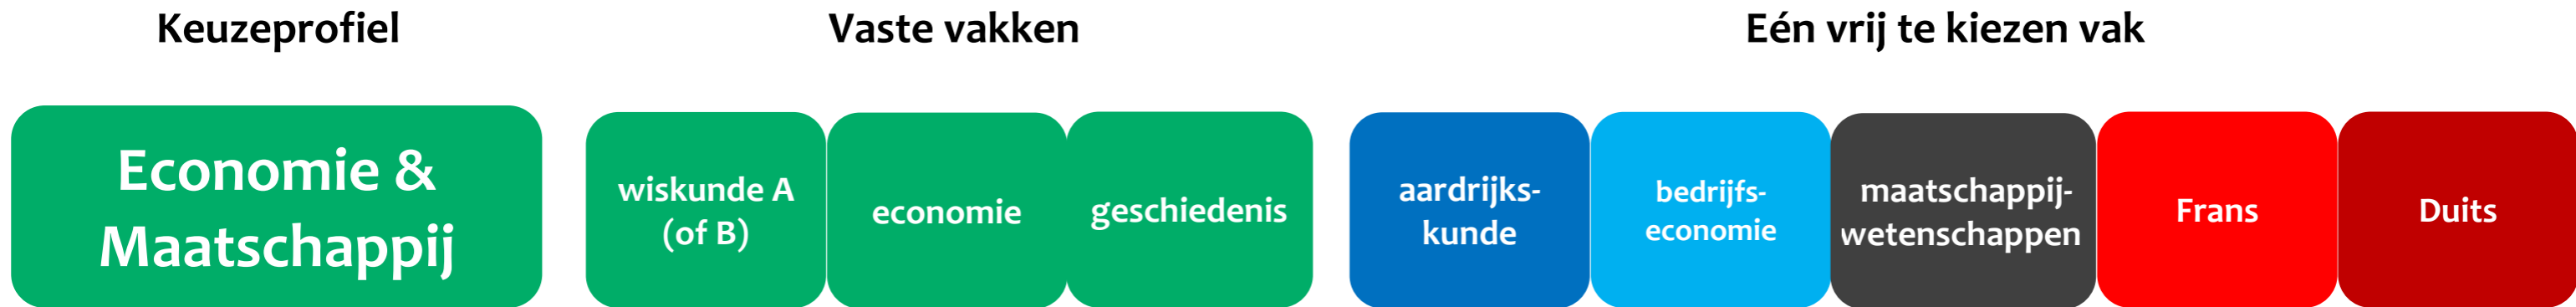 Keuzeprofiel
Vaste vakken
Eén vrij te kiezen vak
Economie &
Maatschappij
wiskunde A
(of B)
economie
geschiedenis
aardrijks-
kunde
bedrijfs-
economie
maatschappij-
wetenschappen
Frans
Duits